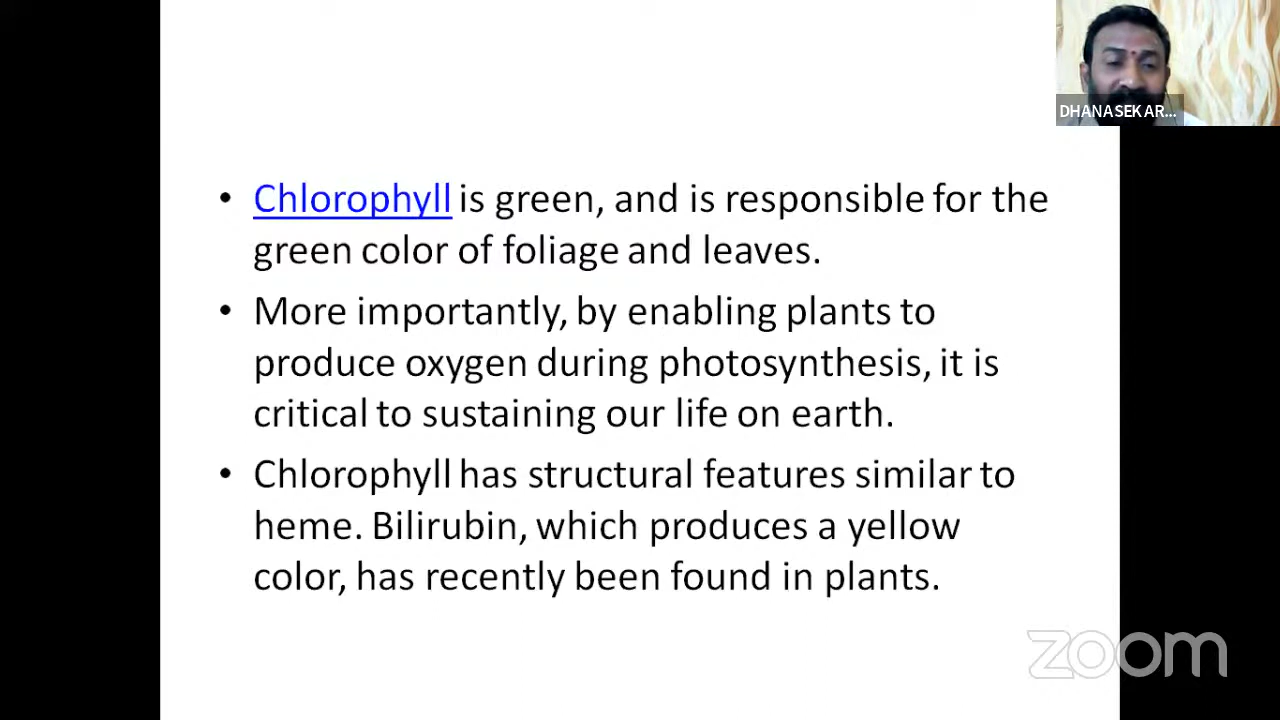 DHANASEKAR...
• Chlorophyll is green, and is responsible for the
green color of foliage and leaves.
• More importantly, by enabling plants to
produce oxygen during photosynthesis, it is
critical to sustaining our life on earth.
• Chlorophyll has structural features similar to
heme. Bilirubin, which produces a yellow
color, has recently been found in plants.
zoom